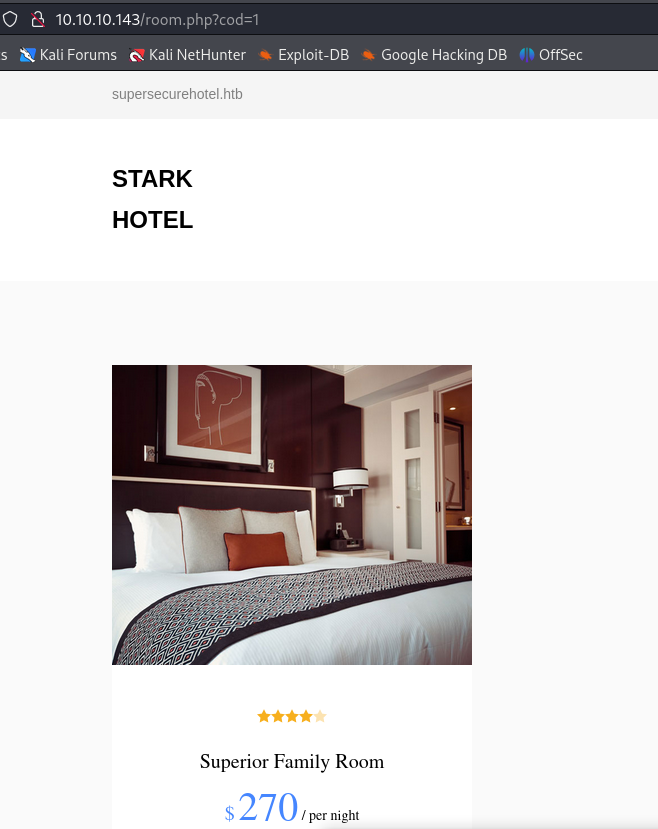 10.10.10.143/room.php?cod=1
s Kali Forums Kali NetHunter Exploit-DB Google Hacking DB OffSec
supersecurehotel.htb
STARK
HOTEL
Superior Family Room
$ 270 / per night